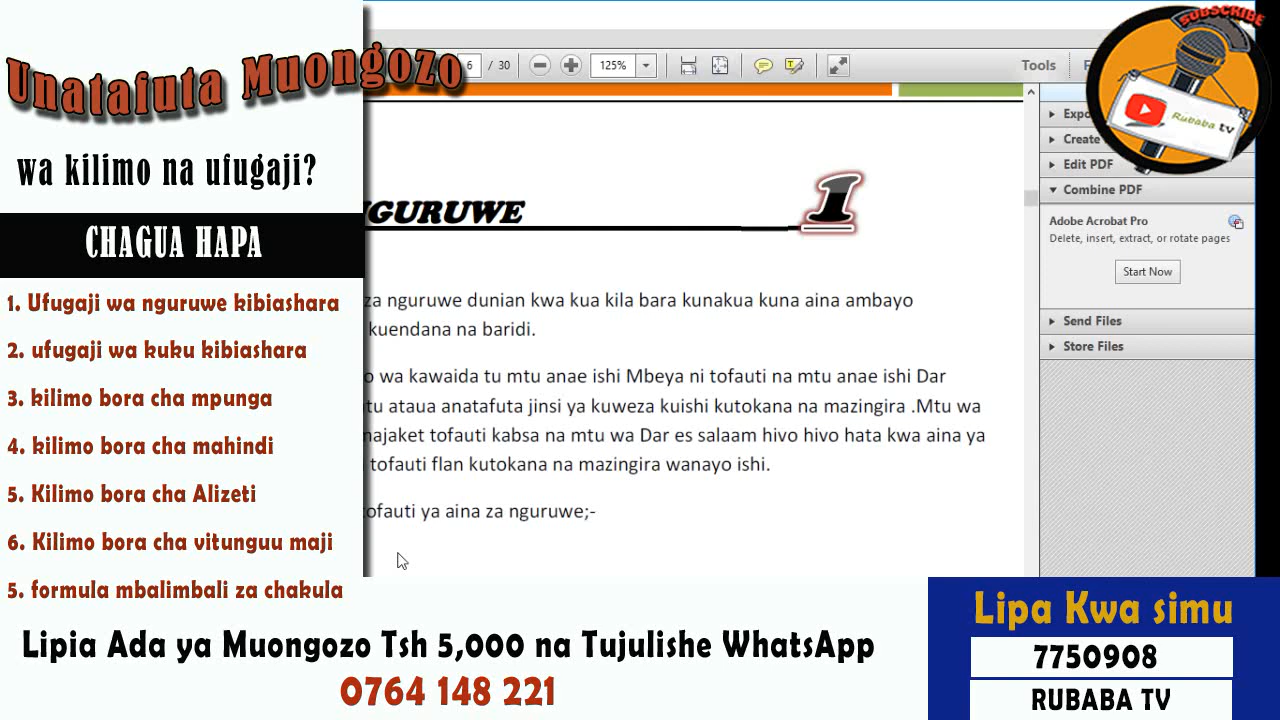 Unatafuta Muongozo
wa kilimo na ufugaji?
CHAGUA HAPA
1. Ufugaji wa nguruwe kibiashara
2. ufugaji wa kuku kibiashara
3. kilimo bora cha mpunga
4. kilimo bora cha mahindi
5. Kilimo bora cha Alizeti
6. Kilimo bora cha vitunguu maji
5. formula mbalimbali za chakula
6 / 30
125%
Tools
NGURUWE
1
za nguruwe dunian kwa kua kila bara kunakua kuna aina ambayo
kuendana na baridi.
o wa kawaida tu mtu anae ishi Mbeya ni tofauti na mtu anae ishi Dar
tu ataua anatafuta jinsi ya kuweza kuishi kutokana na mazingira .Mtu wa
najaket tofauti kabsa na mtu wa Dar es salaam hivo hivo hata kwa aina ya
tofauti flan kutokana na mazingira wanayo ishi.
tofauti ya aina za nguruwe;-
Expo
Create
Edit PDF
Combine PDF
Adobe Acrobat Pro
Delete, insert, extract, or rotate pages
Start Now
Send Files
Store Files
SUBSCRIBE
Rubaba tv
Lipia Ada ya Muongozo Tsh 5,000 na Tujulishe WhatsApp
0764 148 221
Lipa Kwa simu
7750908
RUBABA TV